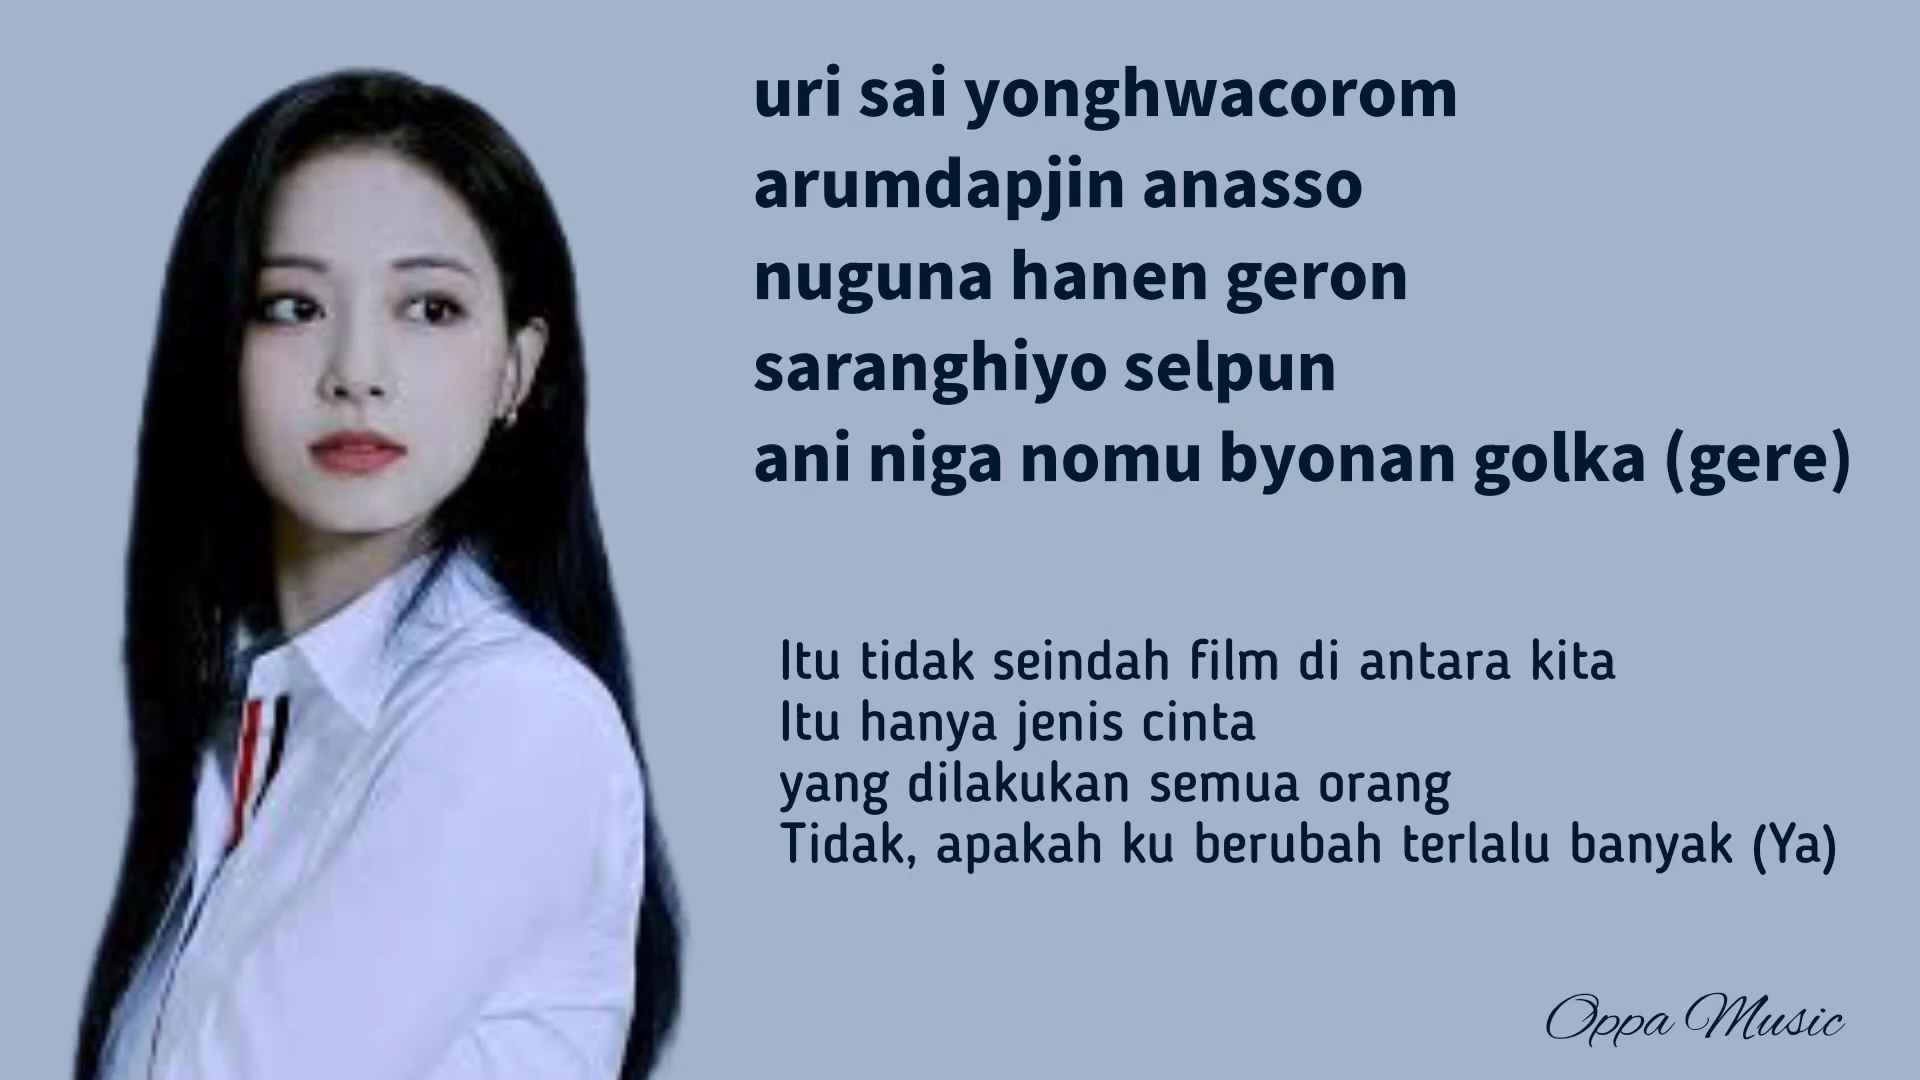 uri sai yonghwacorom
arumdapjin anasso
nuguna hanen geron
saranghiyo selpun
ani niga nomu byonan golka (gere)
Itu tidak seindah film di antara kita
Itu hanya jenis cinta
yang dilakukan semua orang
Tidak, apakah ku berubah terlalu banyak (Ya)
Oppa Music